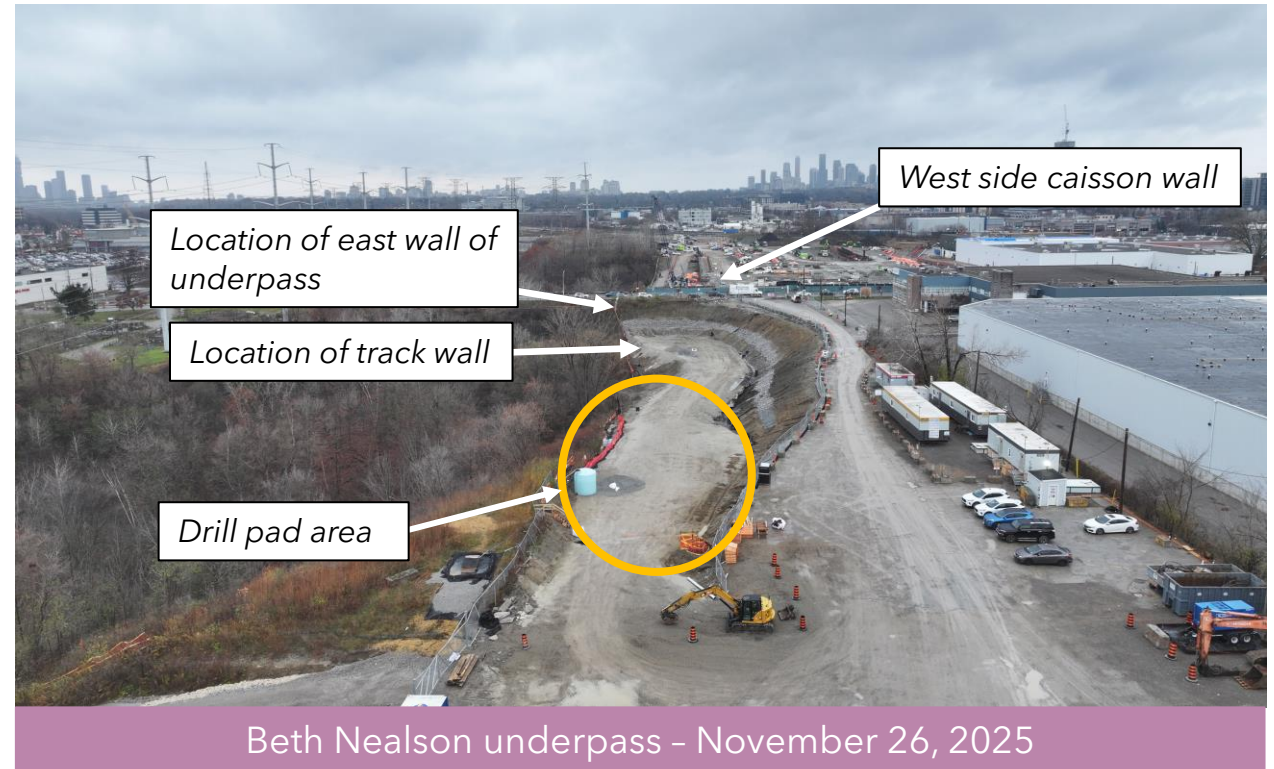 West side caisson wall
Location of east wall of
underpass
Location of track wall
Drill pad area
Beth Nealson underpass – November 26, 2025